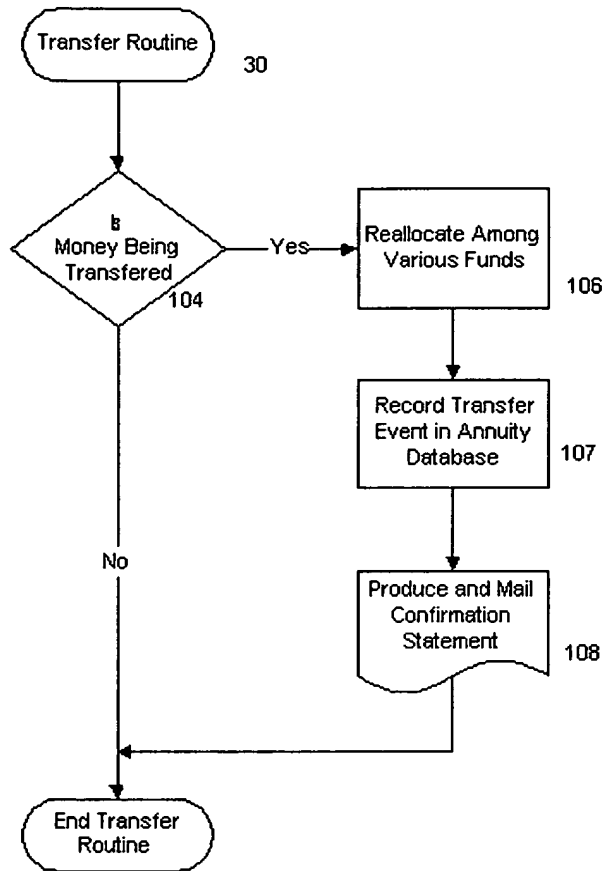 Transfer Routine
30
Is
Money Being
Transfered
104
Yes
Reallocate Among
Various Funds
106
Record Transfer
Event in Annuity
Database
107
No
Produce and Mail
Confirmation
Statement
108
End Transfer
Routine